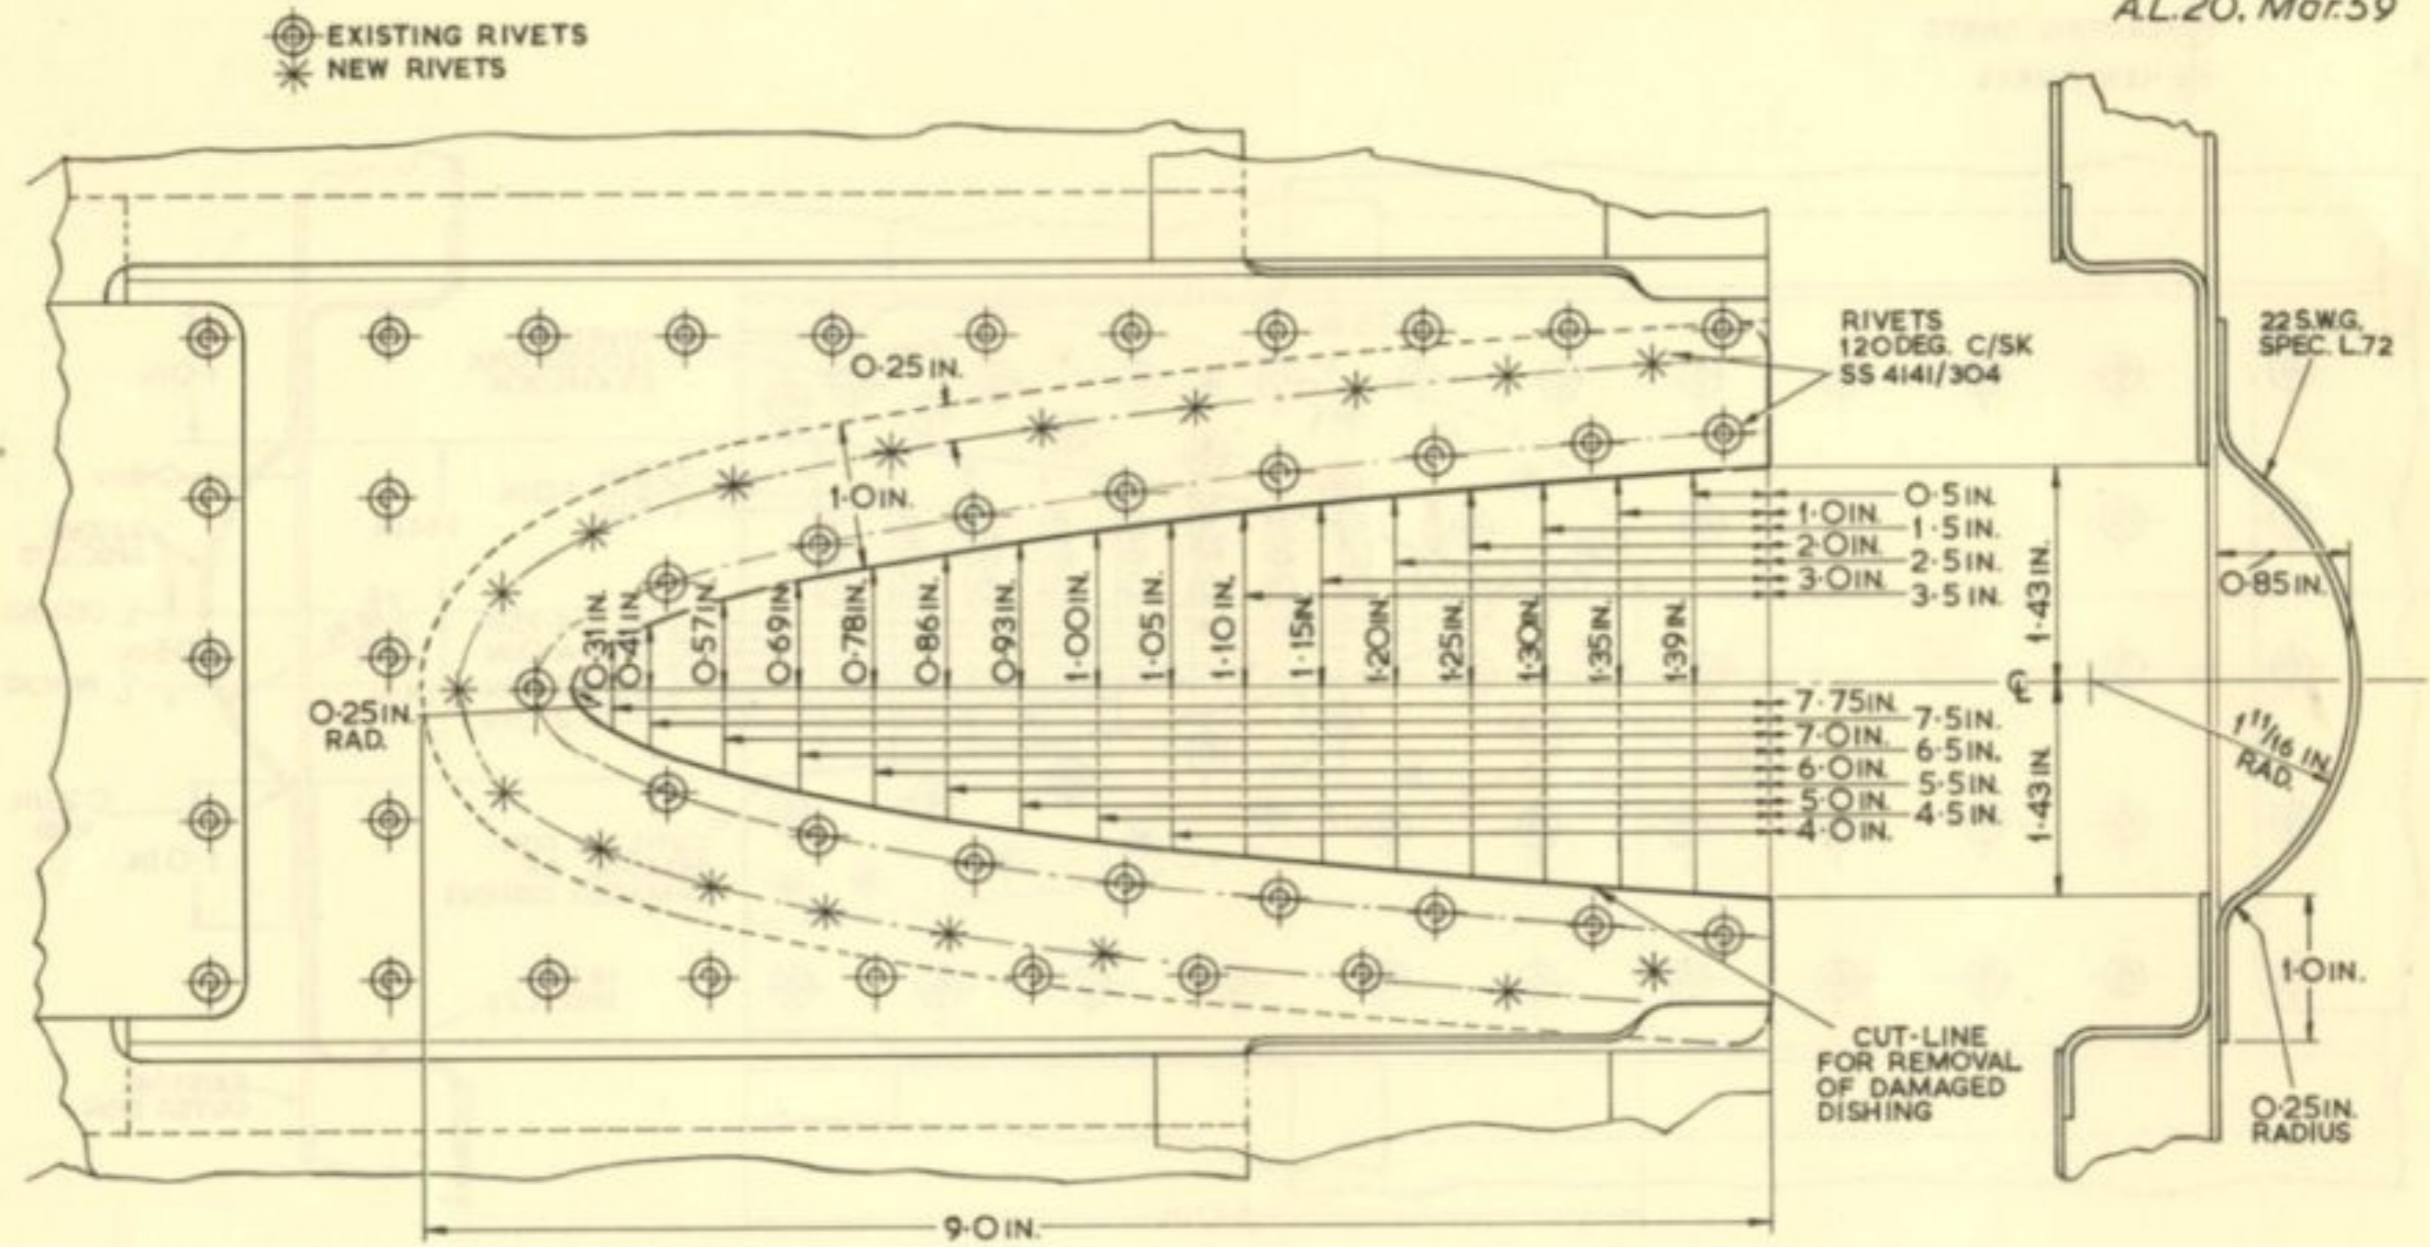 A.L.20, Mar.59
EXISTING RIVETS
NEW RIVETS
RIVETS
120 DEG. C/SK
SS 4141/304
22 S.W.G.
SPEC. L.72
0·25 IN.
1·0 IN.
0·5 IN.
1·0 IN.
1·5 IN.
2·0 IN.
2·5 IN.
3·0 IN.
3·5 IN.
1·43 IN.
0·85 IN.
0·31 IN.
0·41 IN.
0·57 IN.
0·69 IN.
0·78 IN.
0·86 IN.
0·93 IN.
1·00 IN.
1·05 IN.
1·10 IN.
1·15 IN.
1·20 IN.
1·25 IN.
1·30 IN.
1·35 IN.
1·39 IN.
0·25 IN.
RAD.
7·75 IN.
7·5 IN.
7·0 IN.
6·5 IN.
6·0 IN.
5·5 IN.
5·0 IN.
4·5 IN.
4·0 IN.
1·43 IN.
1 11/16 IN.
RAD.
1·0 IN.
CUT-LINE
FOR REMOVAL
OF DAMAGED
DISHING
0·25 IN.
RADIUS
9·0 IN.